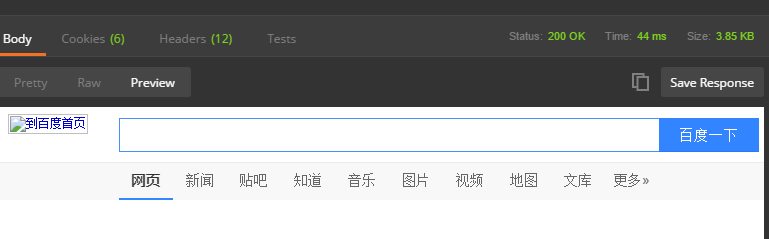 Body Cookies (6) Headers (12) Tests Status: 200 OK Time: 44 ms Size: 3.85 KB
Pretty Raw Preview Save Response
到百度首页 百度一下
网页 新闻 贴吧 知道 音乐 图片 视频 地图 文库 更多»